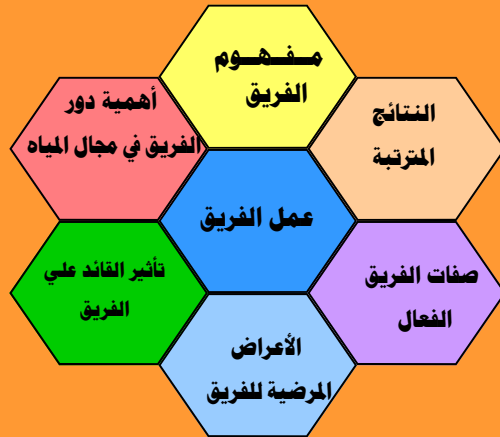 مـــفـــهـــوم
الفريق
أهمية دور
الفريق في مجال المياه
النتائج
المترتبة
عمل الفريق
تأثير القائد علي
الفريق
صفات الفريق
الفعال
الأعراض
المرضية للفريق